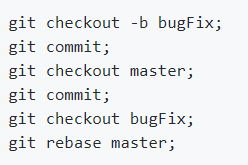 git checkout -b bugFix;
git commit;
git checkout master;
git commit;
git checkout bugFix;
git rebase master;